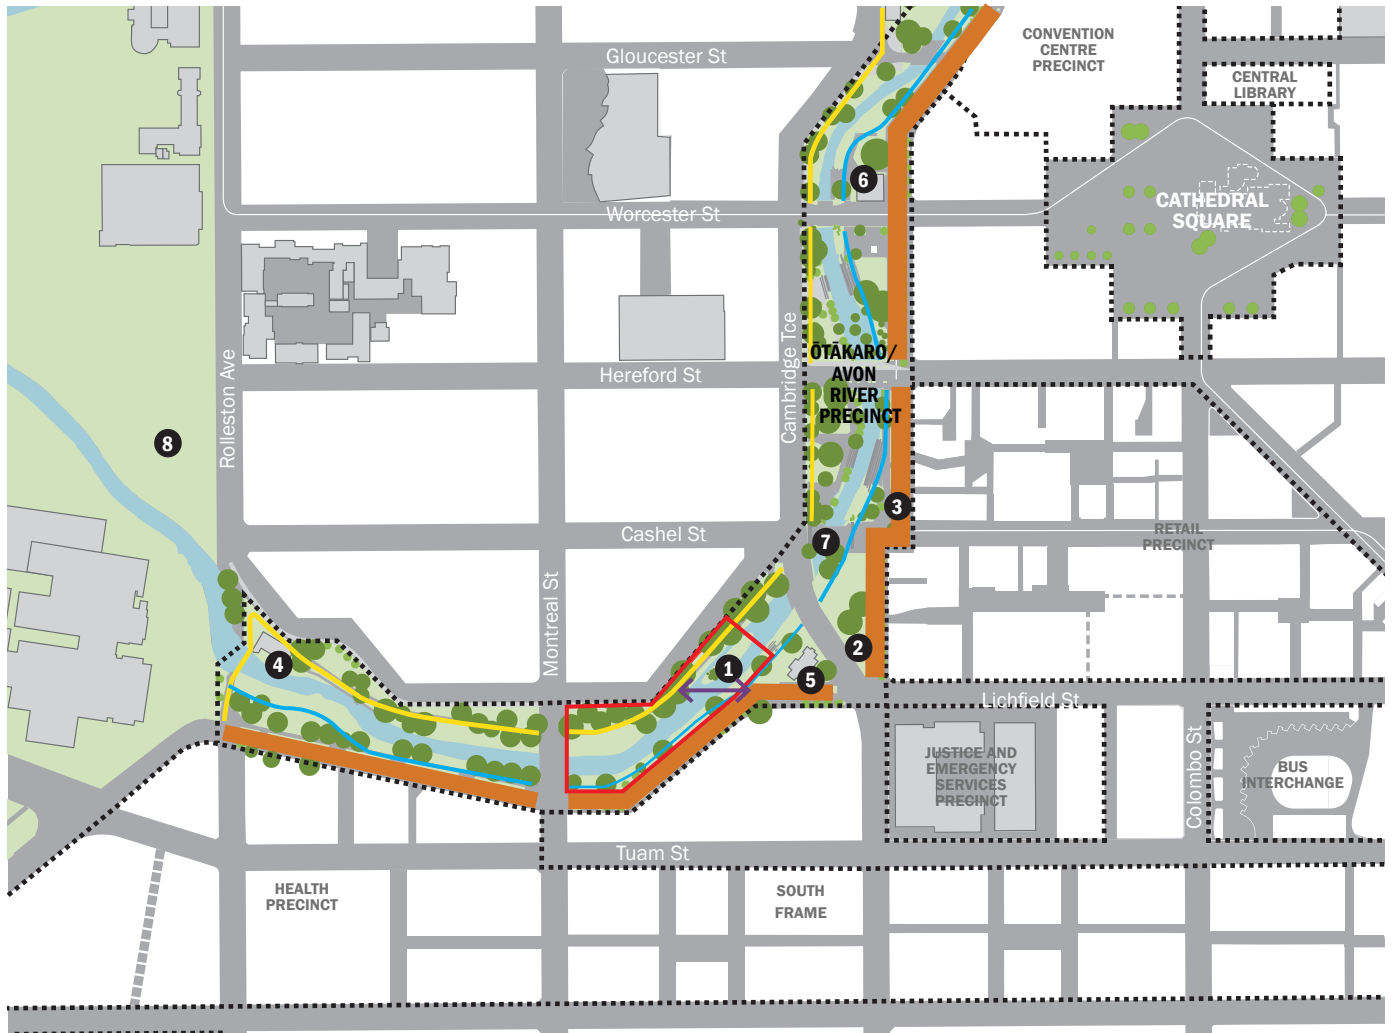 Gloucester St
CONVENTION
CENTRE
PRECINCT
CENTRAL
LIBRARY
6
Worcester St
CATHEDRAL
SQUARE
Cambridge Tce
ŌTĀKARO/
AVON
RIVER
PRECINCT
Hereford St
Rolleston Ave
8
3
Cashel St
7
RETAIL
PRECINCT
Montreal St
4
1
2
5
Lichfield St
JUSTICE AND
EMERGENCY
SERVICES
PRECINCT
Colombo St
BUS
INTERCHANGE
Tuam St
HEALTH
PRECINCT
SOUTH
FRAME